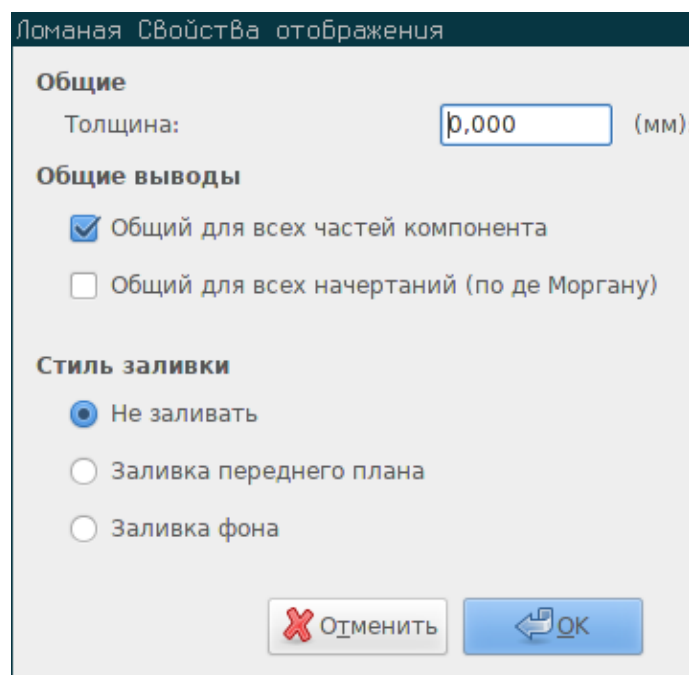 Ломаная Свойства отображения
Общие
Толщина: 0,000 (мм):
Общие выводы
Общий для всех частей компонента
Общий для всех начертаний (по де Моргану)
Стиль заливки
Не заливать
Заливка переднего плана
Заливка фона
Отменить OK